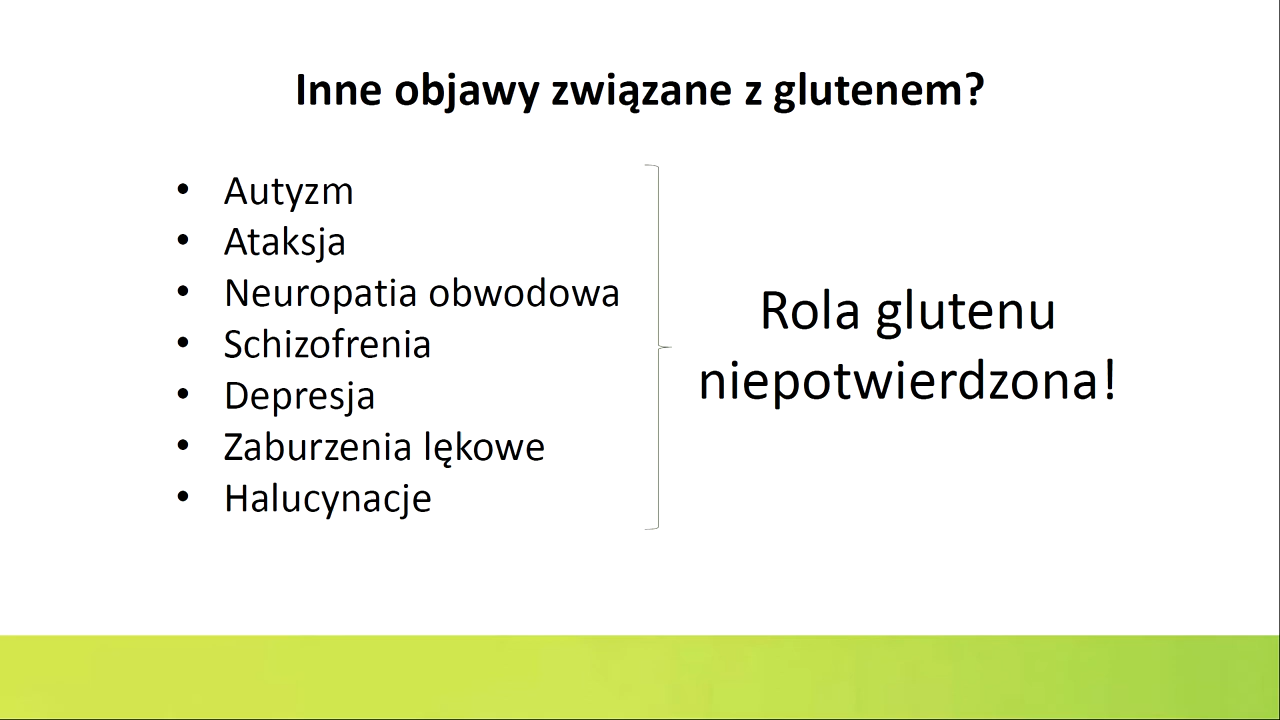 Inne objawy związane z glutenem?
• Autyzm
• Ataksja
• Neuropatia obwodowa
• Schizofrenia
• Depresja
• Zaburzenia lękowe
• Halucynacje
Rola glutenu
niepotwierdzona!